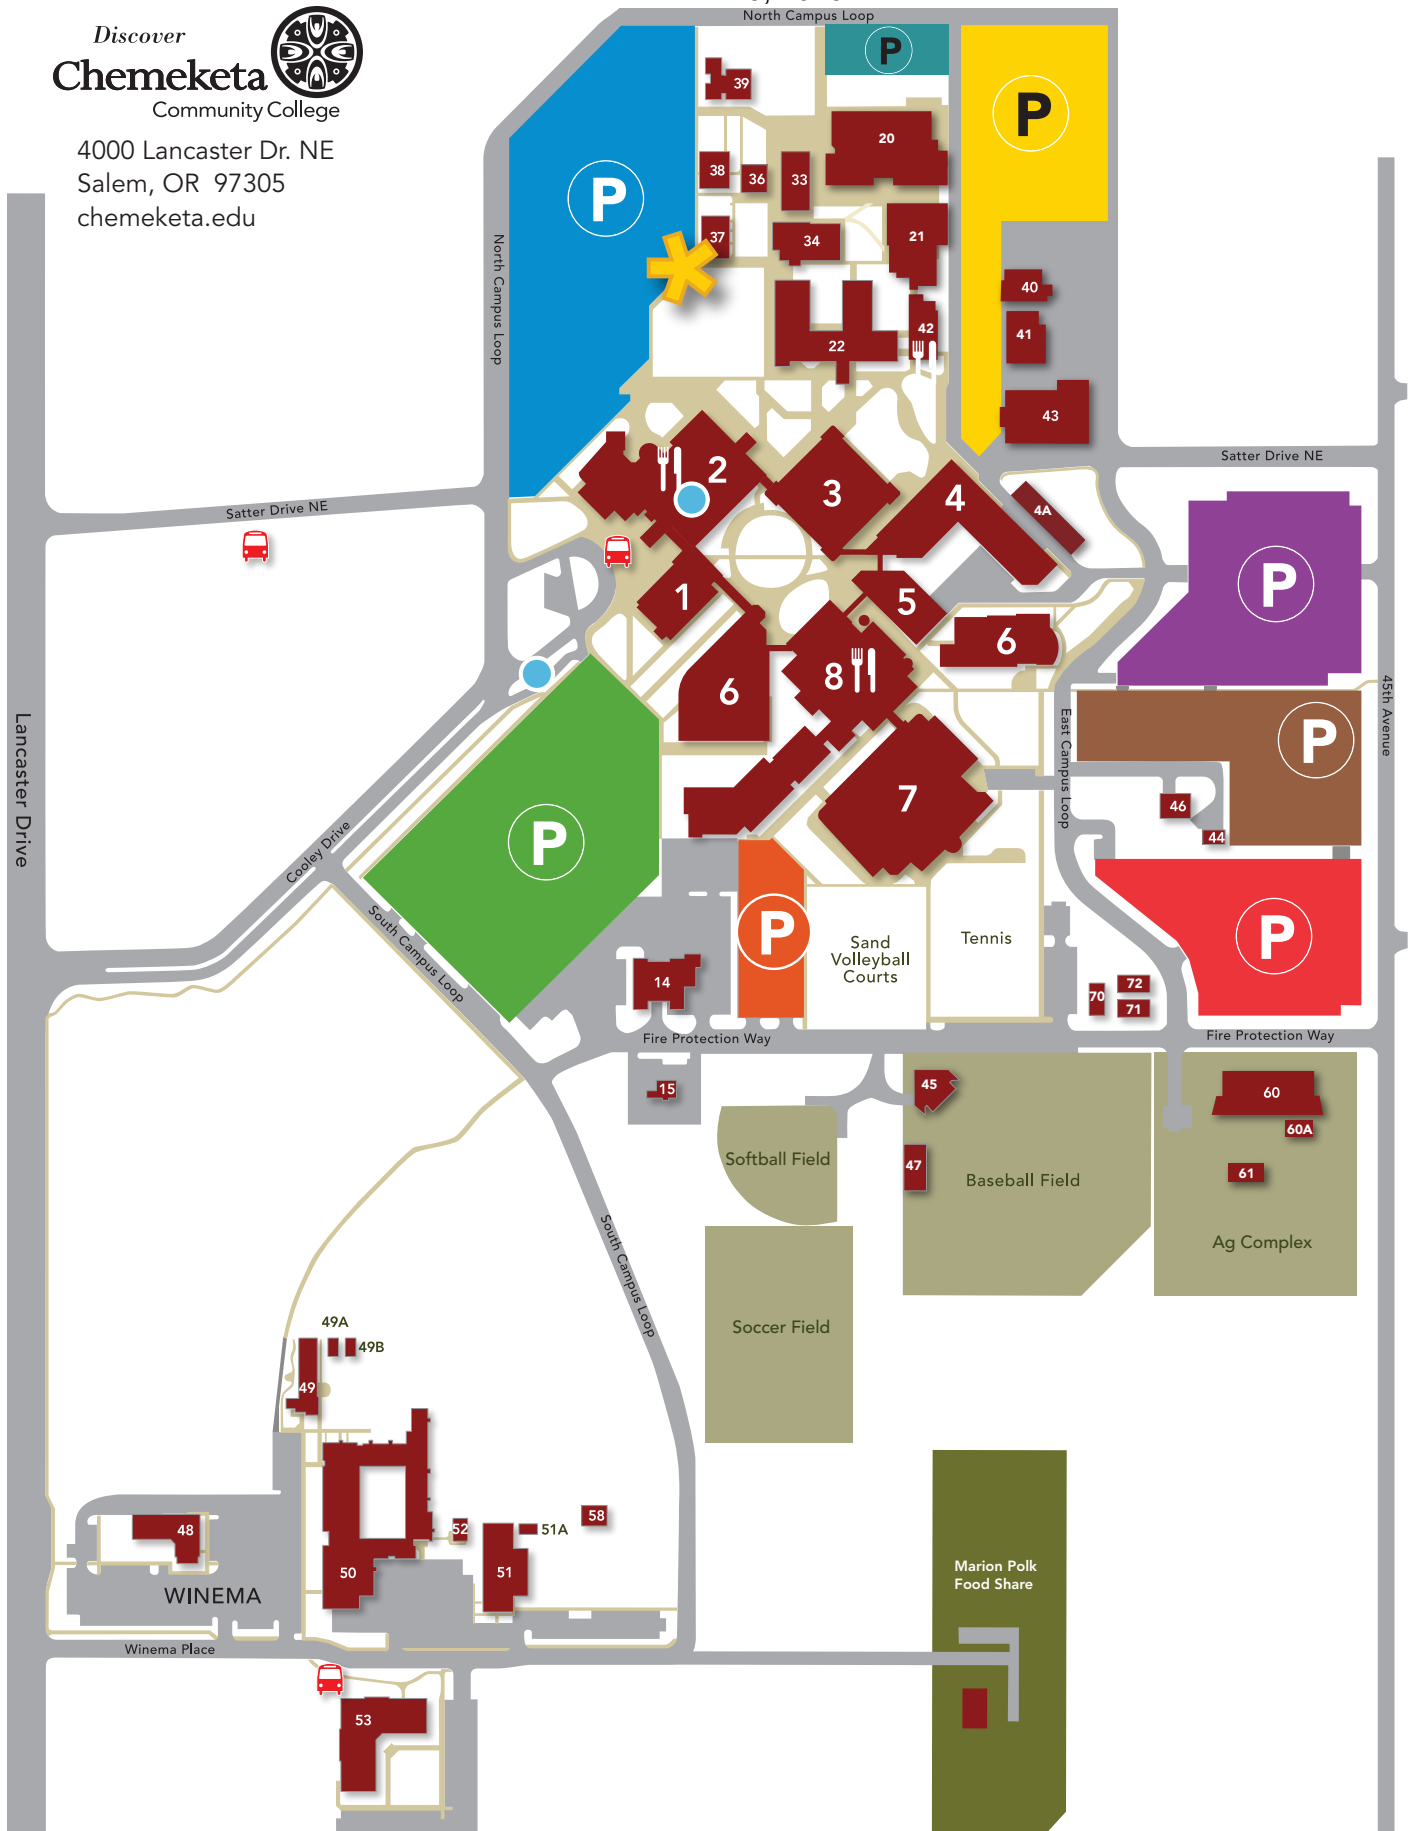 North Campus Loop
Discover
Chemeketa
Community College
4000 Lancaster Dr. NE
Salem, OR 97305
chemeketa.edu
P
P
P
P
39
20
38
36
33
37
34
21
40
41
42
22
43
North Campus Loop
Satter Drive NE
Satter Drive NE
2
3
4
4A
1
5
6
P
8
6
P
45th Avenue
East Campus Loop
Lancaster Drive
7
46
44
P
Cooley Drive
South Campus Loop
P
P
Sand
Volleyball
Courts
Tennis
14
70
72
71
Fire Protection Way
Fire Protection Way
15
45
60
60A
47
61
Softball Field
Baseball Field
Ag Complex
South Campus Loop
Soccer Field
49A
49B
49
48
52
51A
58
50
51
WINEMA
Marion Polk
Food Share
Winema Place
53